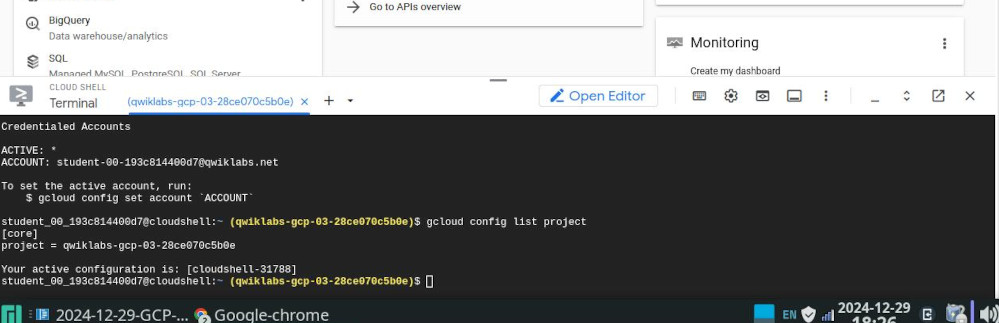 BigQuery
Data warehouse/analytics
SQL
Managed MySQL, PostgreSQL, SQL Server
Go to APIs overview
Monitoring
Create my dashboard
CLOUD SHELL
Terminal
(qwiklabs-gcp-03-28ce070c5b0e)
Open Editor
Credentialed Accounts
ACTIVE: *
ACCOUNT: student-00-193c814400d7@qwiklabs.net
To set the active account, run:
$ gcloud config set account `ACCOUNT`
student_00_193c814400d7@cloudshell:~ (qwiklabs-gcp-03-28ce070c5b0e)$ gcloud config list project
[core]
project = qwiklabs-gcp-03-28ce070c5b0e
Your active configuration is: [cloudshell-31788]
student_00_193c814400d7@cloudshell:~ (qwiklabs-gcp-03-28ce070c5b0e)$
2024-12-29-GCP-... Google-chrome
EN
2024-12-29
18:26